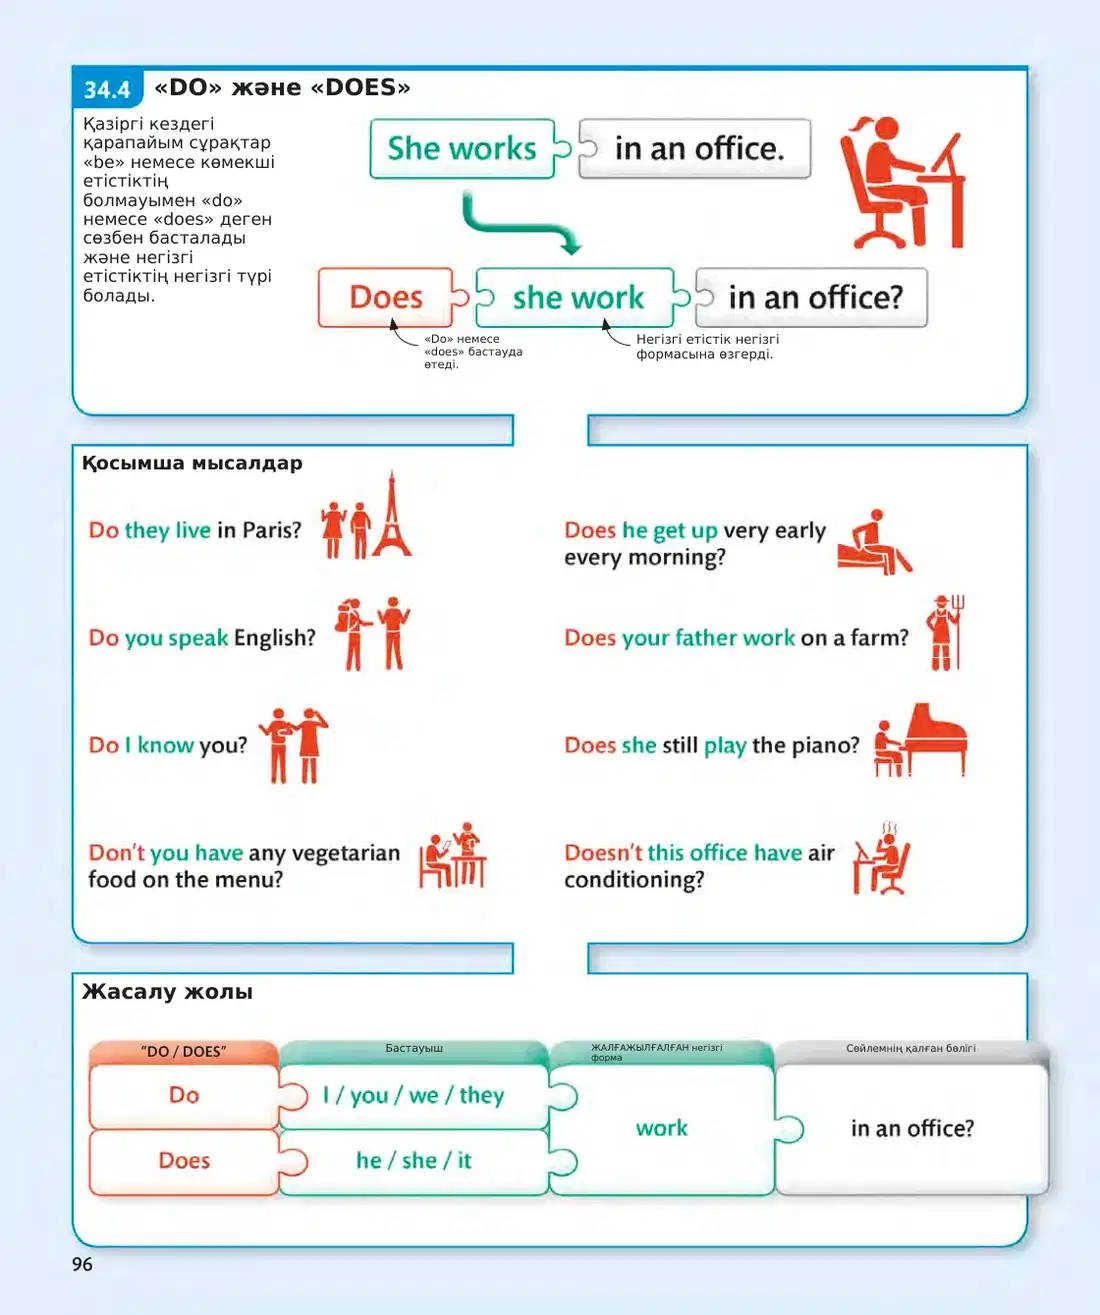 34.4 «DO» және «DOES»
Қазіргі кездегі
қарапайым сұрақтар
«be» немесе көмекші
етістіктің
болмауымен «do»
немесе «does» деген
сөзбен басталады
және негізгі
етістіктің негізгі түрі
болады.
She works in an office.
Does she work in an office?
«Do» немесе
«does» бастауда
өтеді.
Негізгі етістік негізгі
формасына өзгерді.
Қосымша мысалдар
Do they live in Paris?
Do you speak English?
Do I know you?
Don't you have any vegetarian
food on the menu?
Does he get up very early
every morning?
Does your father work on a farm?
Does she still play the piano?
Doesn't this office have air
conditioning?
Жасалу жолы
"DO / DOES" Бастауыш ЖАЛҒАЖЫЛҒАЛҒАН негізгі
форма
Сөйлемнің қалған бөлігі
Do I / you / we / they
work in an office?
Does he / she / it
96